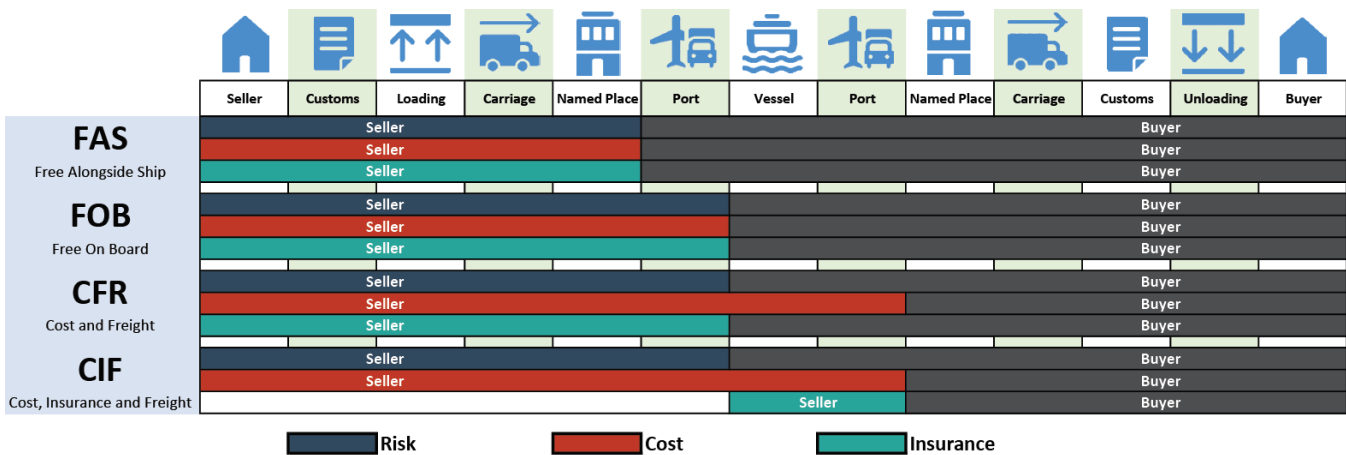 Seller Customs Loading Carriage Named Place Port Vessel Port Named Place Carriage Customs Unloading Buyer
FAS
Free Alongside Ship
Seller Buyer
Seller Buyer
Seller Buyer
FOB
Free On Board
Seller Buyer
Seller Buyer
Seller Buyer
CFR
Cost and Freight
Seller Buyer
Seller Buyer
Seller Buyer
CIF
Cost, Insurance and Freight
Seller Buyer
Seller Buyer
Seller Buyer
Risk Cost Insurance